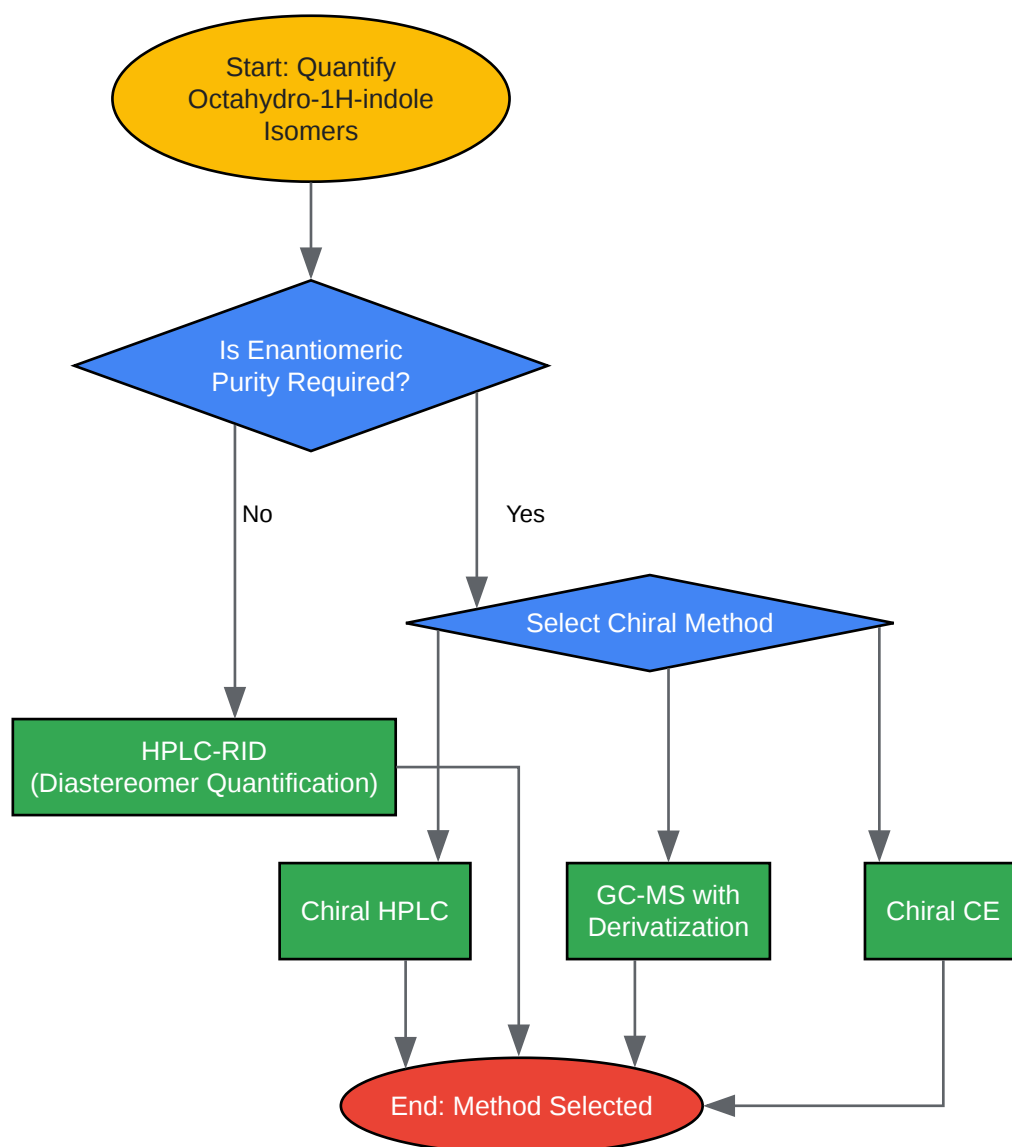 Start: Quantify
Octahydro-1H-indole
Isomers
Is Enantiomeric
Purity Required?
No
Yes
Select Chiral Method
HPLC-RID
(Diastereomer Quantification)
Chiral HPLC
GC-MS with
Derivatization
Chiral CE
End: Method Selected